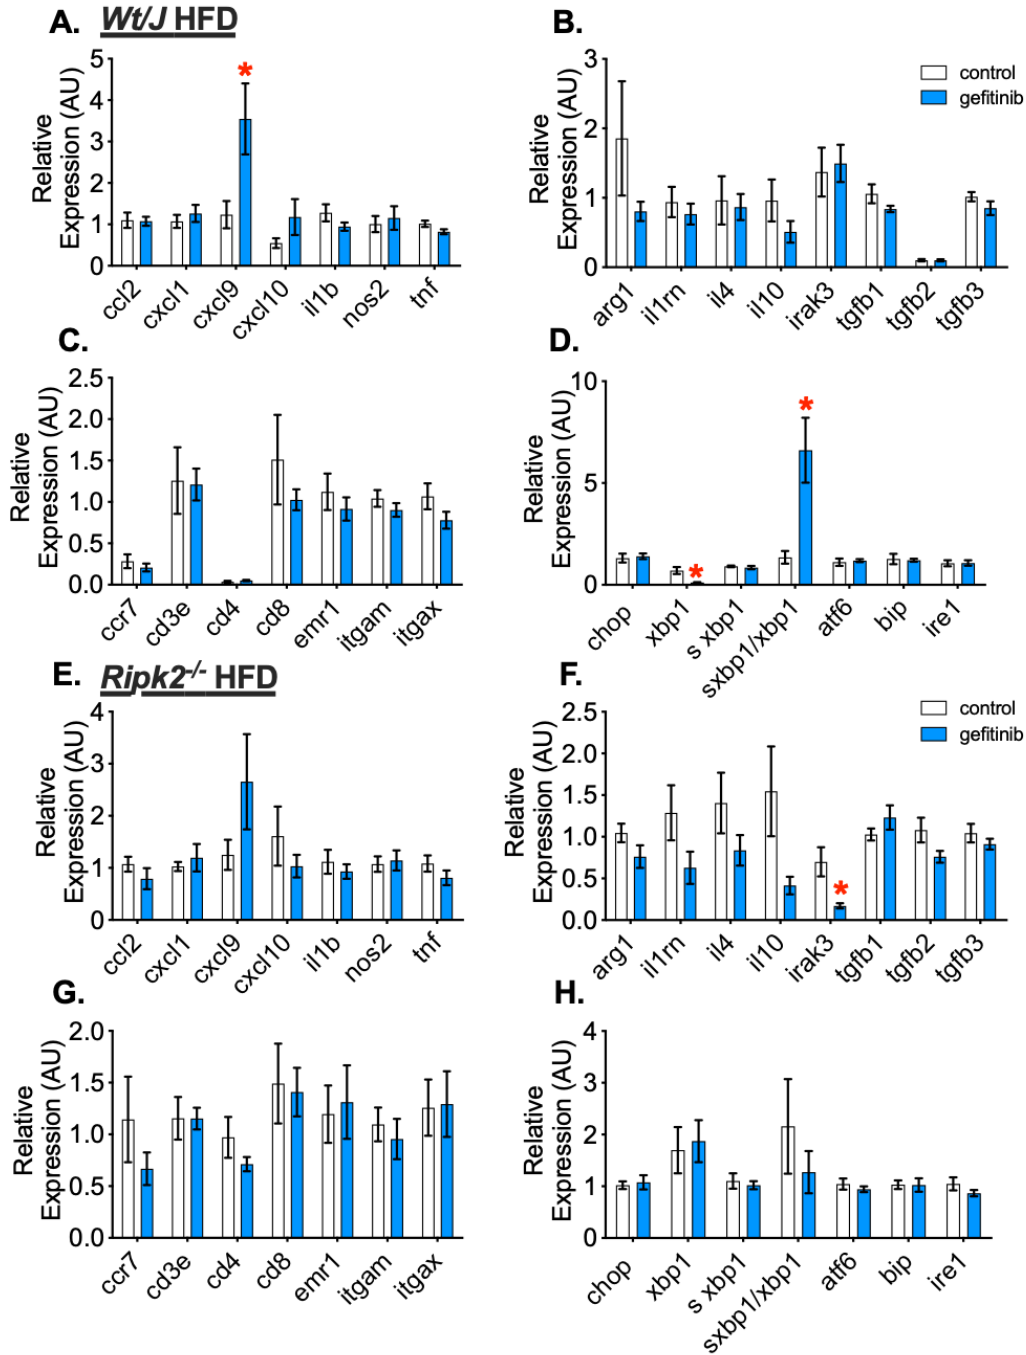 A. Wt/J HFD
Relative
Expression (AU)
5
4
3
2
1
0
*
ccl2
cxcl1
cxcl9
cxcl10
il1b
nos2
tnf
B.
Relative
Expression (AU)
3
2
1
0
control
gefitinib
arg1
il1rn
il4
il10
irak3
tgfb1
tgfb2
tgfb3
C.
Relative
Expression (AU)
2.5
2.0
1.5
1.0
0.5
0.0
ccr7
cd3e
cd4
cd8
emr1
itgam
itgax
D.
Relative
Expression (AU)
10
5
0
*
*
chop
xbp1
s xbp1
sxbp1/xbp1
atf6
bip
ire1
E. Ripk2-/- HFD
Relative
Expression (AU)
4
3
2
1
0
ccl2
cxcl1
cxcl9
cxcl10
il1b
nos2
tnf
F.
Relative
Expression (AU)
2.5
2.0
1.5
1.0
0.5
0.0
control
gefitinib
*
arg1
il1rn
il4
il10
irak3
tgfb1
tgfb2
tgfb3
G.
Relative
Expression (AU)
2.0
1.5
1.0
0.5
0.0
ccr7
cd3e
cd4
cd8
emr1
itgam
itgax
H.
Relative
Expression (AU)
4
3
2
1
0
chop
xbp1
s xbp1
sxbp1/xbp1
atf6
bip
ire1